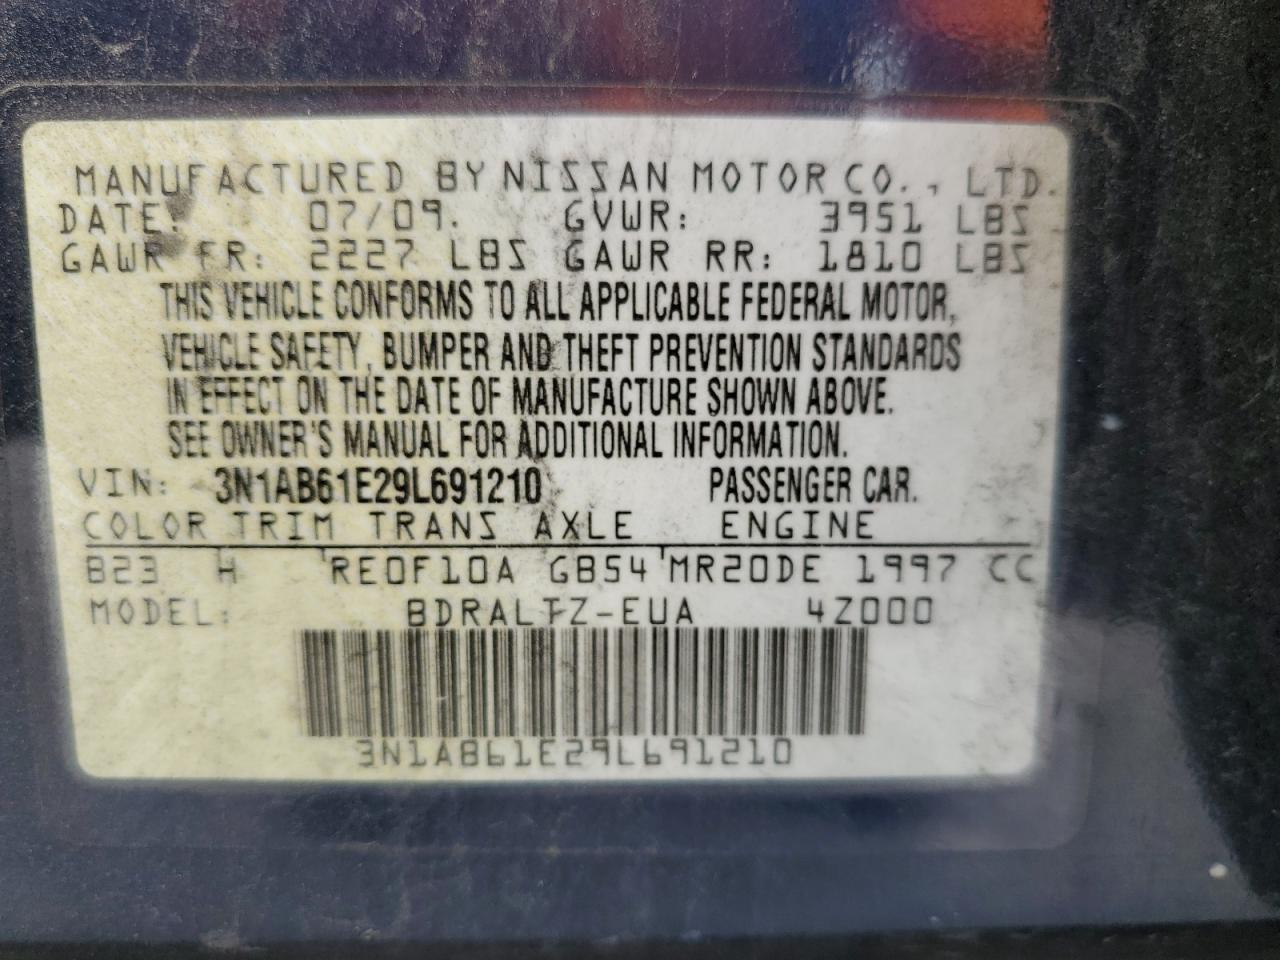 MANUFACTURED BY NISSAN MOTOR CO., LTD.
DATE: 07/09. GVWR: 3951 LBS
GAWR FR: 2227 LBS GAWR RR: 1810 LBS
THIS VEHICLE CONFORMS TO ALL APPLICABLE FEDERAL MOTOR,
VEHICLE SAFETY, BUMPER AND THEFT PREVENTION STANDARDS
IN EFFECT ON THE DATE OF MANUFACTURE SHOWN ABOVE.
SEE OWNER'S MANUAL FOR ADDITIONAL INFORMATION.
VIN: 3N1AB61E29L691210 PASSENGER CAR.
COLOR TRIM TRANS AXLE ENGINE
B23 H RE0F10A GB54 MR20DE 1997 CC
MODEL: BDRALTZ-EUA 4Z000
3N1AB61E29L691210